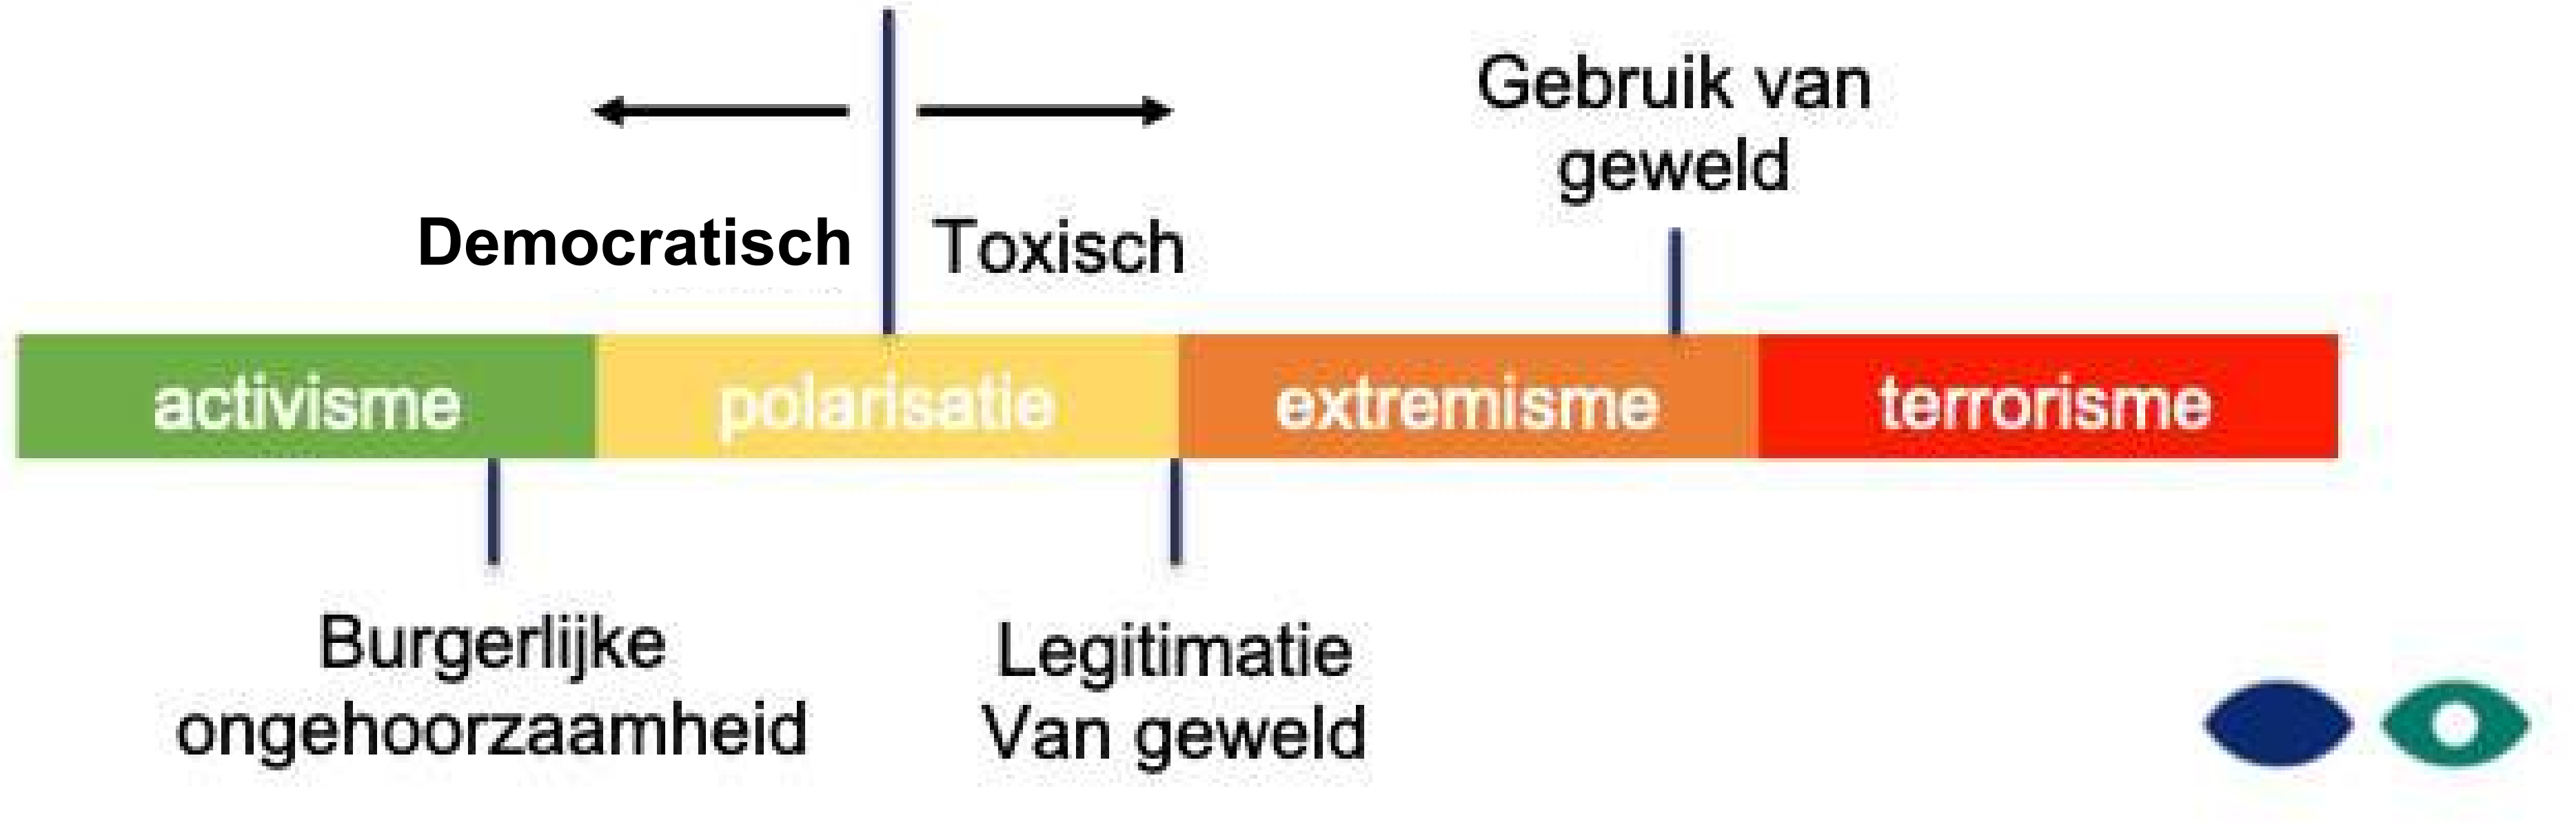 Gebruik van
geweld
Democratisch
Toxisch
activisme
polarisatie
extremisme
terrorisme
Burgerlijke
ongehoorzaamheid
Legitimatie
Van geweld